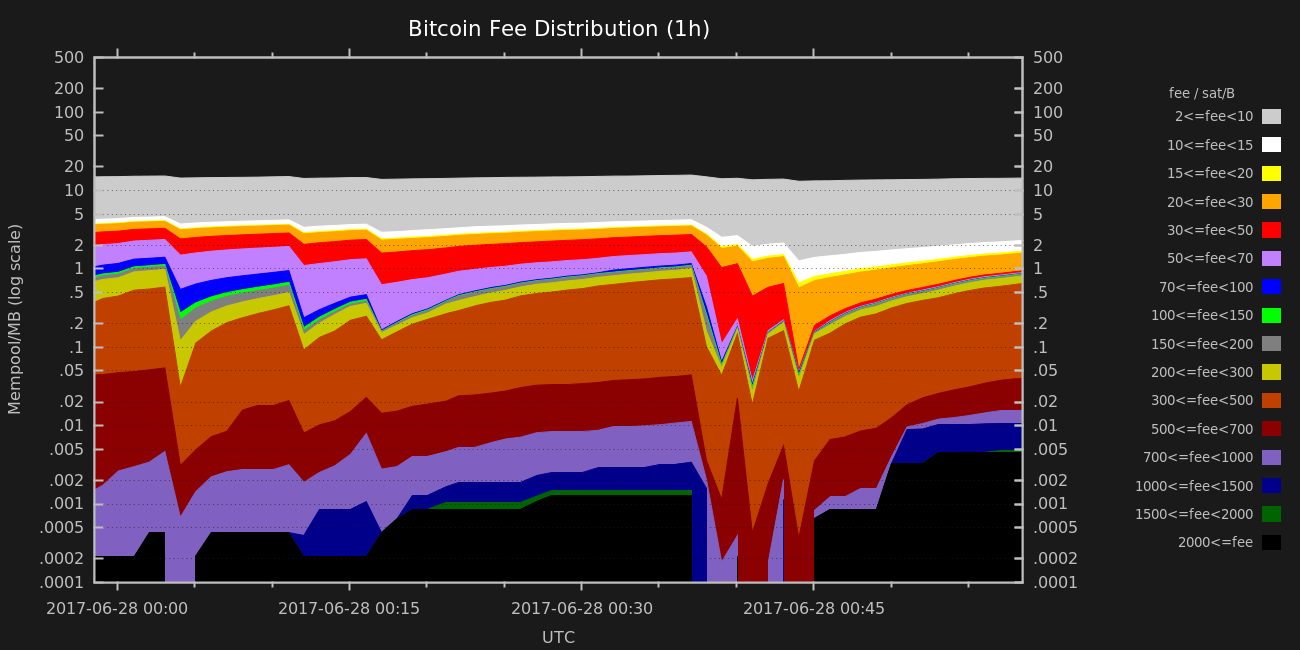 Bitcoin Fee Distribution (1h)
500 500
200 200
100 100
50 50
20 20
10 10
5 5
2 2
1 1
.5 .5
.2 .2
.1 .1
.05 .05
.02 .02
.01 .01
.005 .005
.002 .002
.001 .001
.0005 .0005
.0002 .0002
.0001 .0001
Mempool/MB (log scale)
2017-06-28 00:00 2017-06-28 00:15 2017-06-28 00:30 2017-06-28 00:45
UTC
fee / sat/B
2<=fee<10
10<=fee<15
15<=fee<20
20<=fee<30
30<=fee<50
50<=fee<70
70<=fee<100
100<=fee<150
150<=fee<200
200<=fee<300
300<=fee<500
500<=fee<700
700<=fee<1000
1000<=fee<1500
1500<=fee<2000
2000<=fee